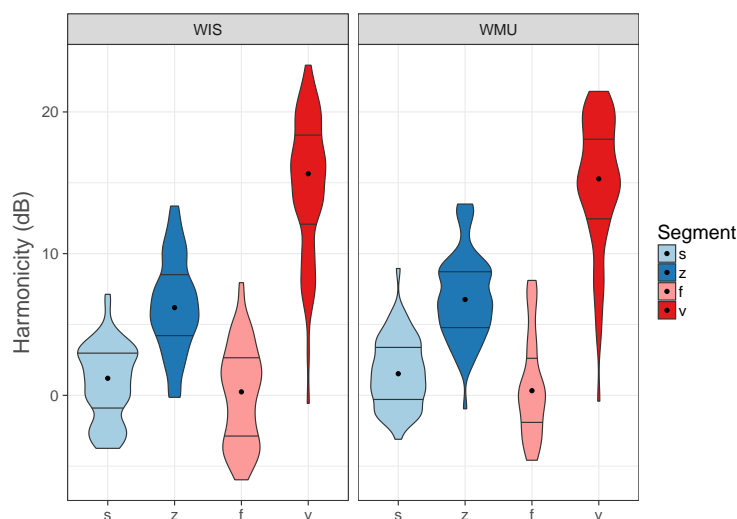 WIS
WMU
Harmonicity (dB)
20
10
0
s z f v
s z f v
Segment
s
z
f
v